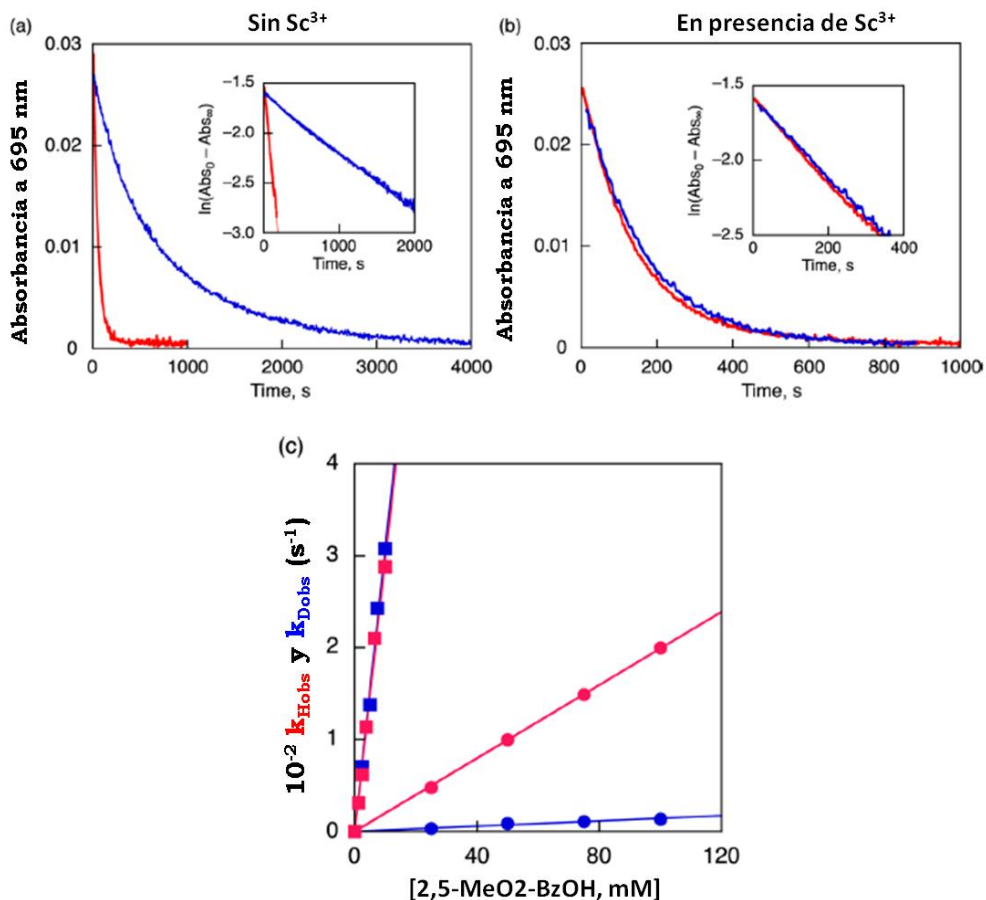 (a)
Sin Sc³⁺
0.03
0.02
0.01
0
Absorbancia a 695 nm
−1.5
−2.0
−2.5
−3.0
ln(Abs₀ − Abs∞)
0 1000 2000
Time, s
0 1000 2000 3000 4000
Time, s
(b)
En presencia de Sc³⁺
0.03
0.02
0.01
0
Absorbancia a 695 nm
−1.5
−2.0
−2.5
ln(Abs₀ − Abs∞)
0 200 400
Time, s
0 200 400 600 800 1000
Time, s
(c)
4
3
2
1
0
10⁻² kHobs y kDobs (s⁻¹)
0 40 80 120
[2,5-MeO2-BzOH, mM]